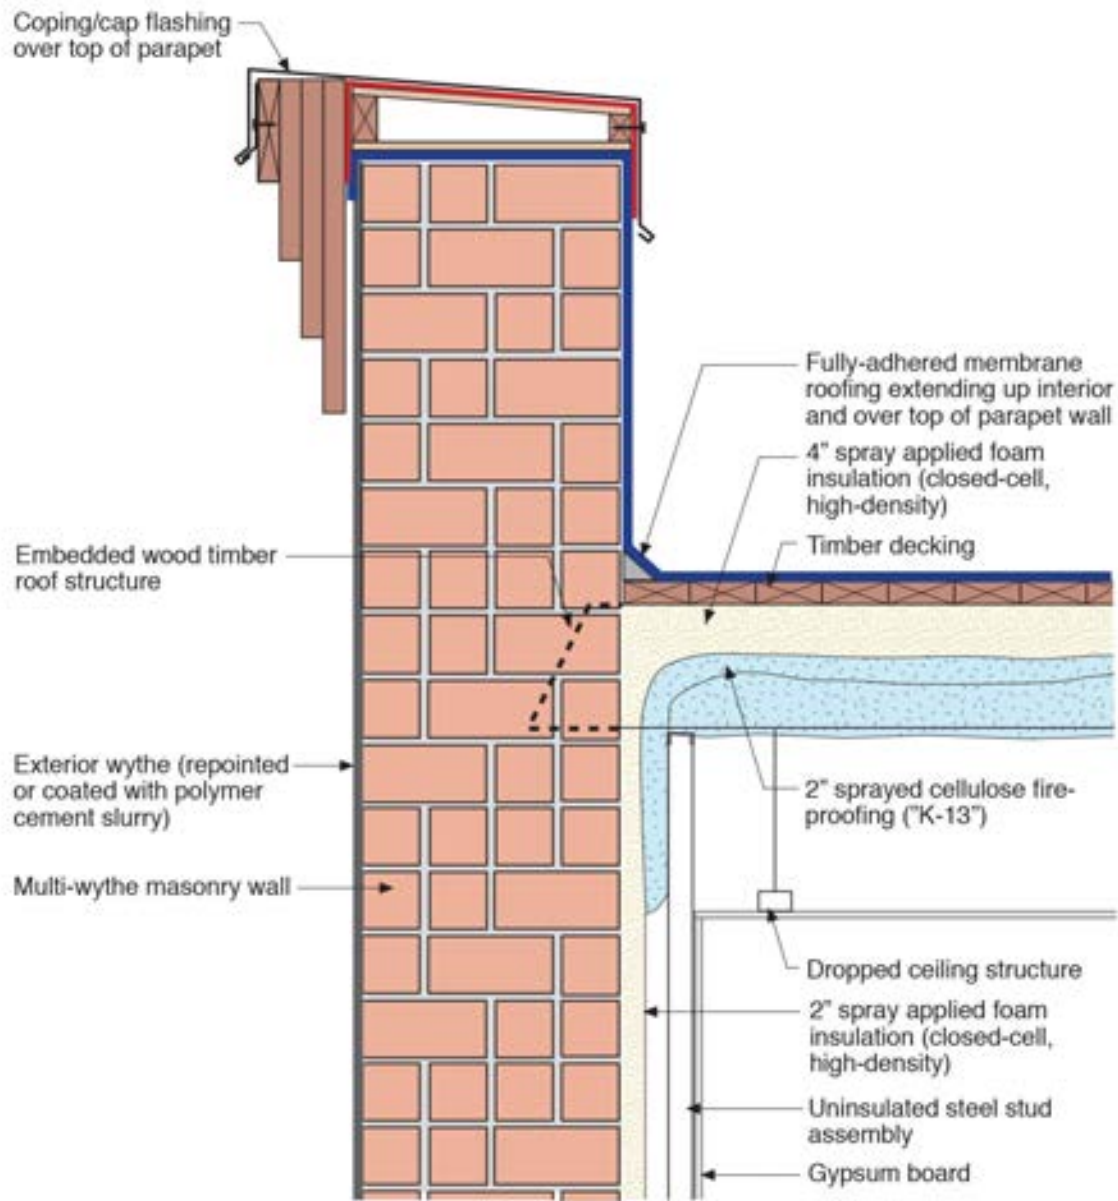 Coping/cap flashing
over top of parapet
Fully-adhered membrane
roofing extending up interior
and over top of parapet wall
4” spray applied foam
insulation (closed-cell,
high-density)
Timber decking
Embedded wood timber
roof structure
Exterior wythe (repointed
or coated with polymer
cement slurry)
2” sprayed cellulose fire-
proofing (”K-13”)
Multi-wythe masonry wall
Dropped ceiling structure
2” spray applied foam
insulation (closed-cell,
high-density)
Uninsulated steel stud
assembly
Gypsum board